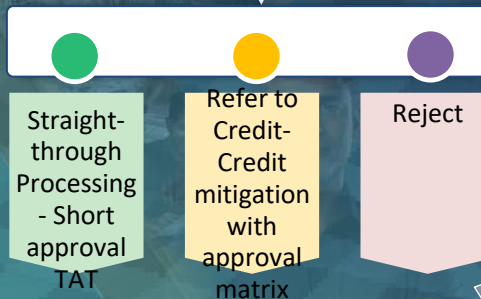 Straight-
through
Processing
- Short
approval
TAT
Refer to
Credit-
Credit
mitigation
with
approval
matrix
Reject